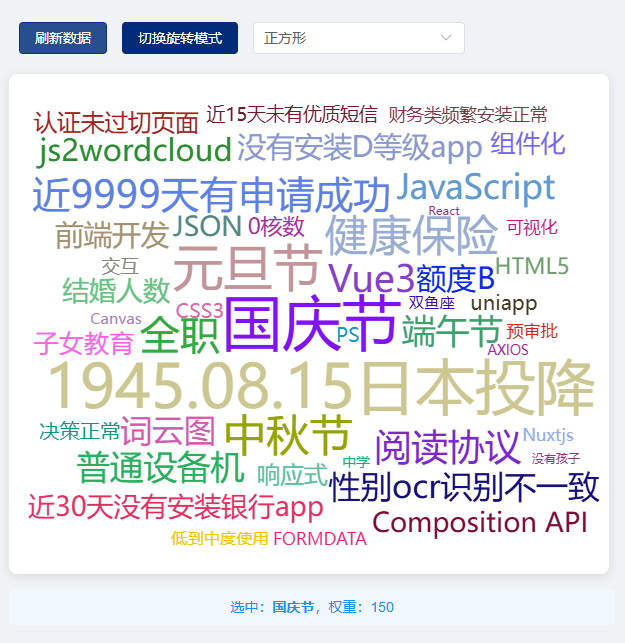 刷新数据 切换旋转模式 正方形
认证未过切页面 近15天未有优质短信 财务类频繁安装正常
js2wordcloud 没有安装D等级app 组件化
近9999天有申请成功 JavaScript
React
前端开发 JSON 0核数 健康保险 可视化
交互 元旦节 Vue3 额度B HTML5
结婚人数 CSS3 国庆节 双鱼座 uniapp
Canvas
子女教育 全职 PS 端午节 预审批
AXIOS
1945.08.15日本投降
决策正常 词云图 中秋节 阅读协议 Nuxtjs
普通设备机 响应式 中学 没有孩子
性别ocr识别不一致
近30天没有安装银行app Composition API
低到中度使用 FORMDATA
选中：国庆节，权重：150